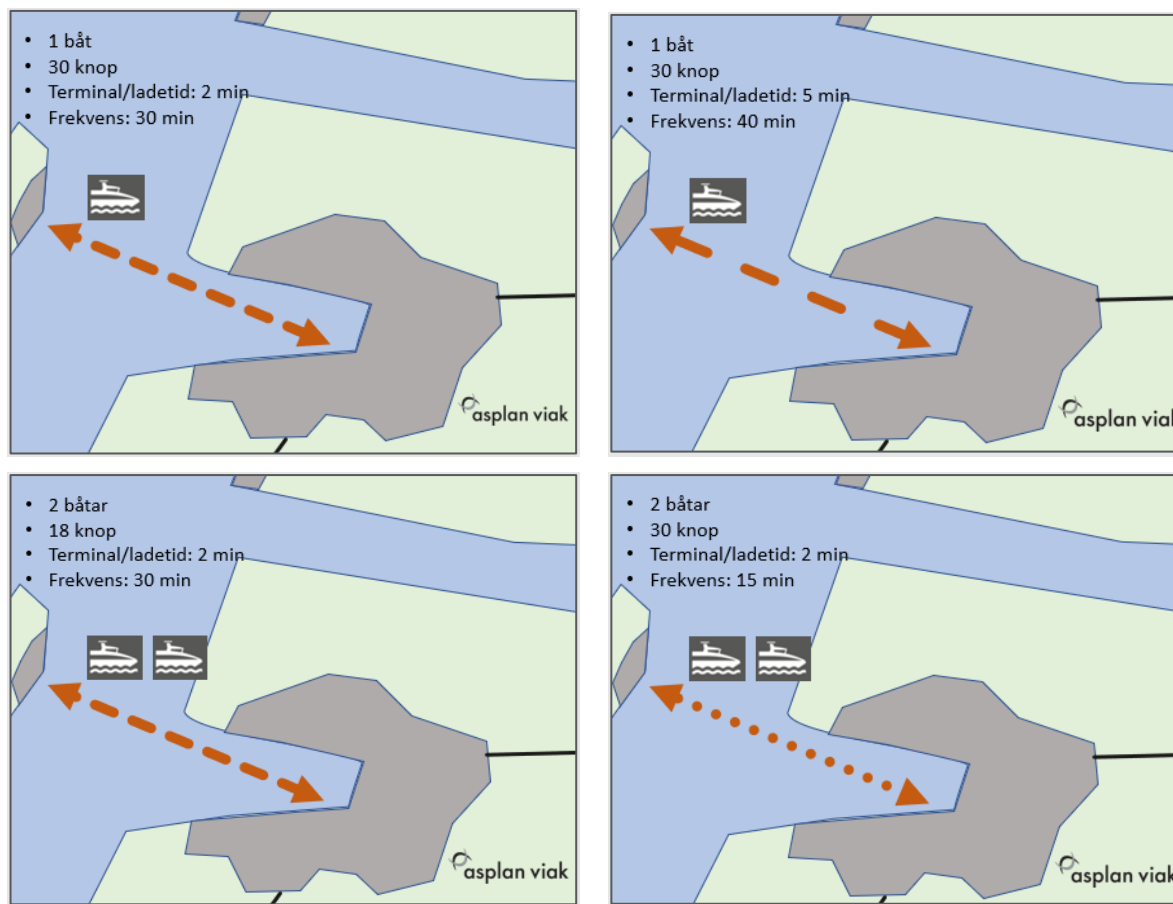 • 1 båt
• 30 knop
• Terminal/ladetid: 2 min
• Frekvens: 30 min
asplan viak
• 1 båt
• 30 knop
• Terminal/ladetid: 5 min
• Frekvens: 40 min
asplan viak
• 2 båtar
• 18 knop
• Terminal/ladetid: 2 min
• Frekvens: 30 min
asplan viak
• 2 båtar
• 30 knop
• Terminal/ladetid: 2 min
• Frekvens: 15 min
asplan viak